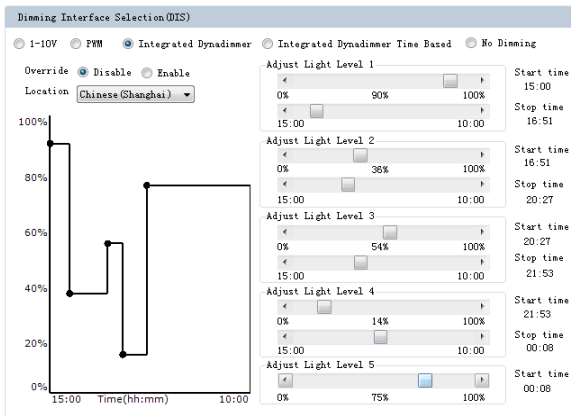 Dimming Interface Selection(DIS)
1-10V PWM Integrated Dynadimmer Integrated Dynadimmer Time Based No Dimming
Override Disable Enable
Location Chinese(Shanghai)
100%
80%
60%
40%
20%
0%
15:00 Time(hh:mm) 10:00
Adjust Light Level 1
0% 90% 100%
15:00 10:00
Start time
15:00
Stop time
16:51
Adjust Light Level 2
0% 36% 100%
15:00 10:00
Start time
16:51
Stop time
20:27
Adjust Light Level 3
0% 54% 100%
15:00 10:00
Start time
20:27
Stop time
21:53
Adjust Light Level 4
0% 14% 100%
15:00 10:00
Start time
21:53
Stop time
00:08
Adjust Light Level 5
0% 75% 100%
Start time
00:08